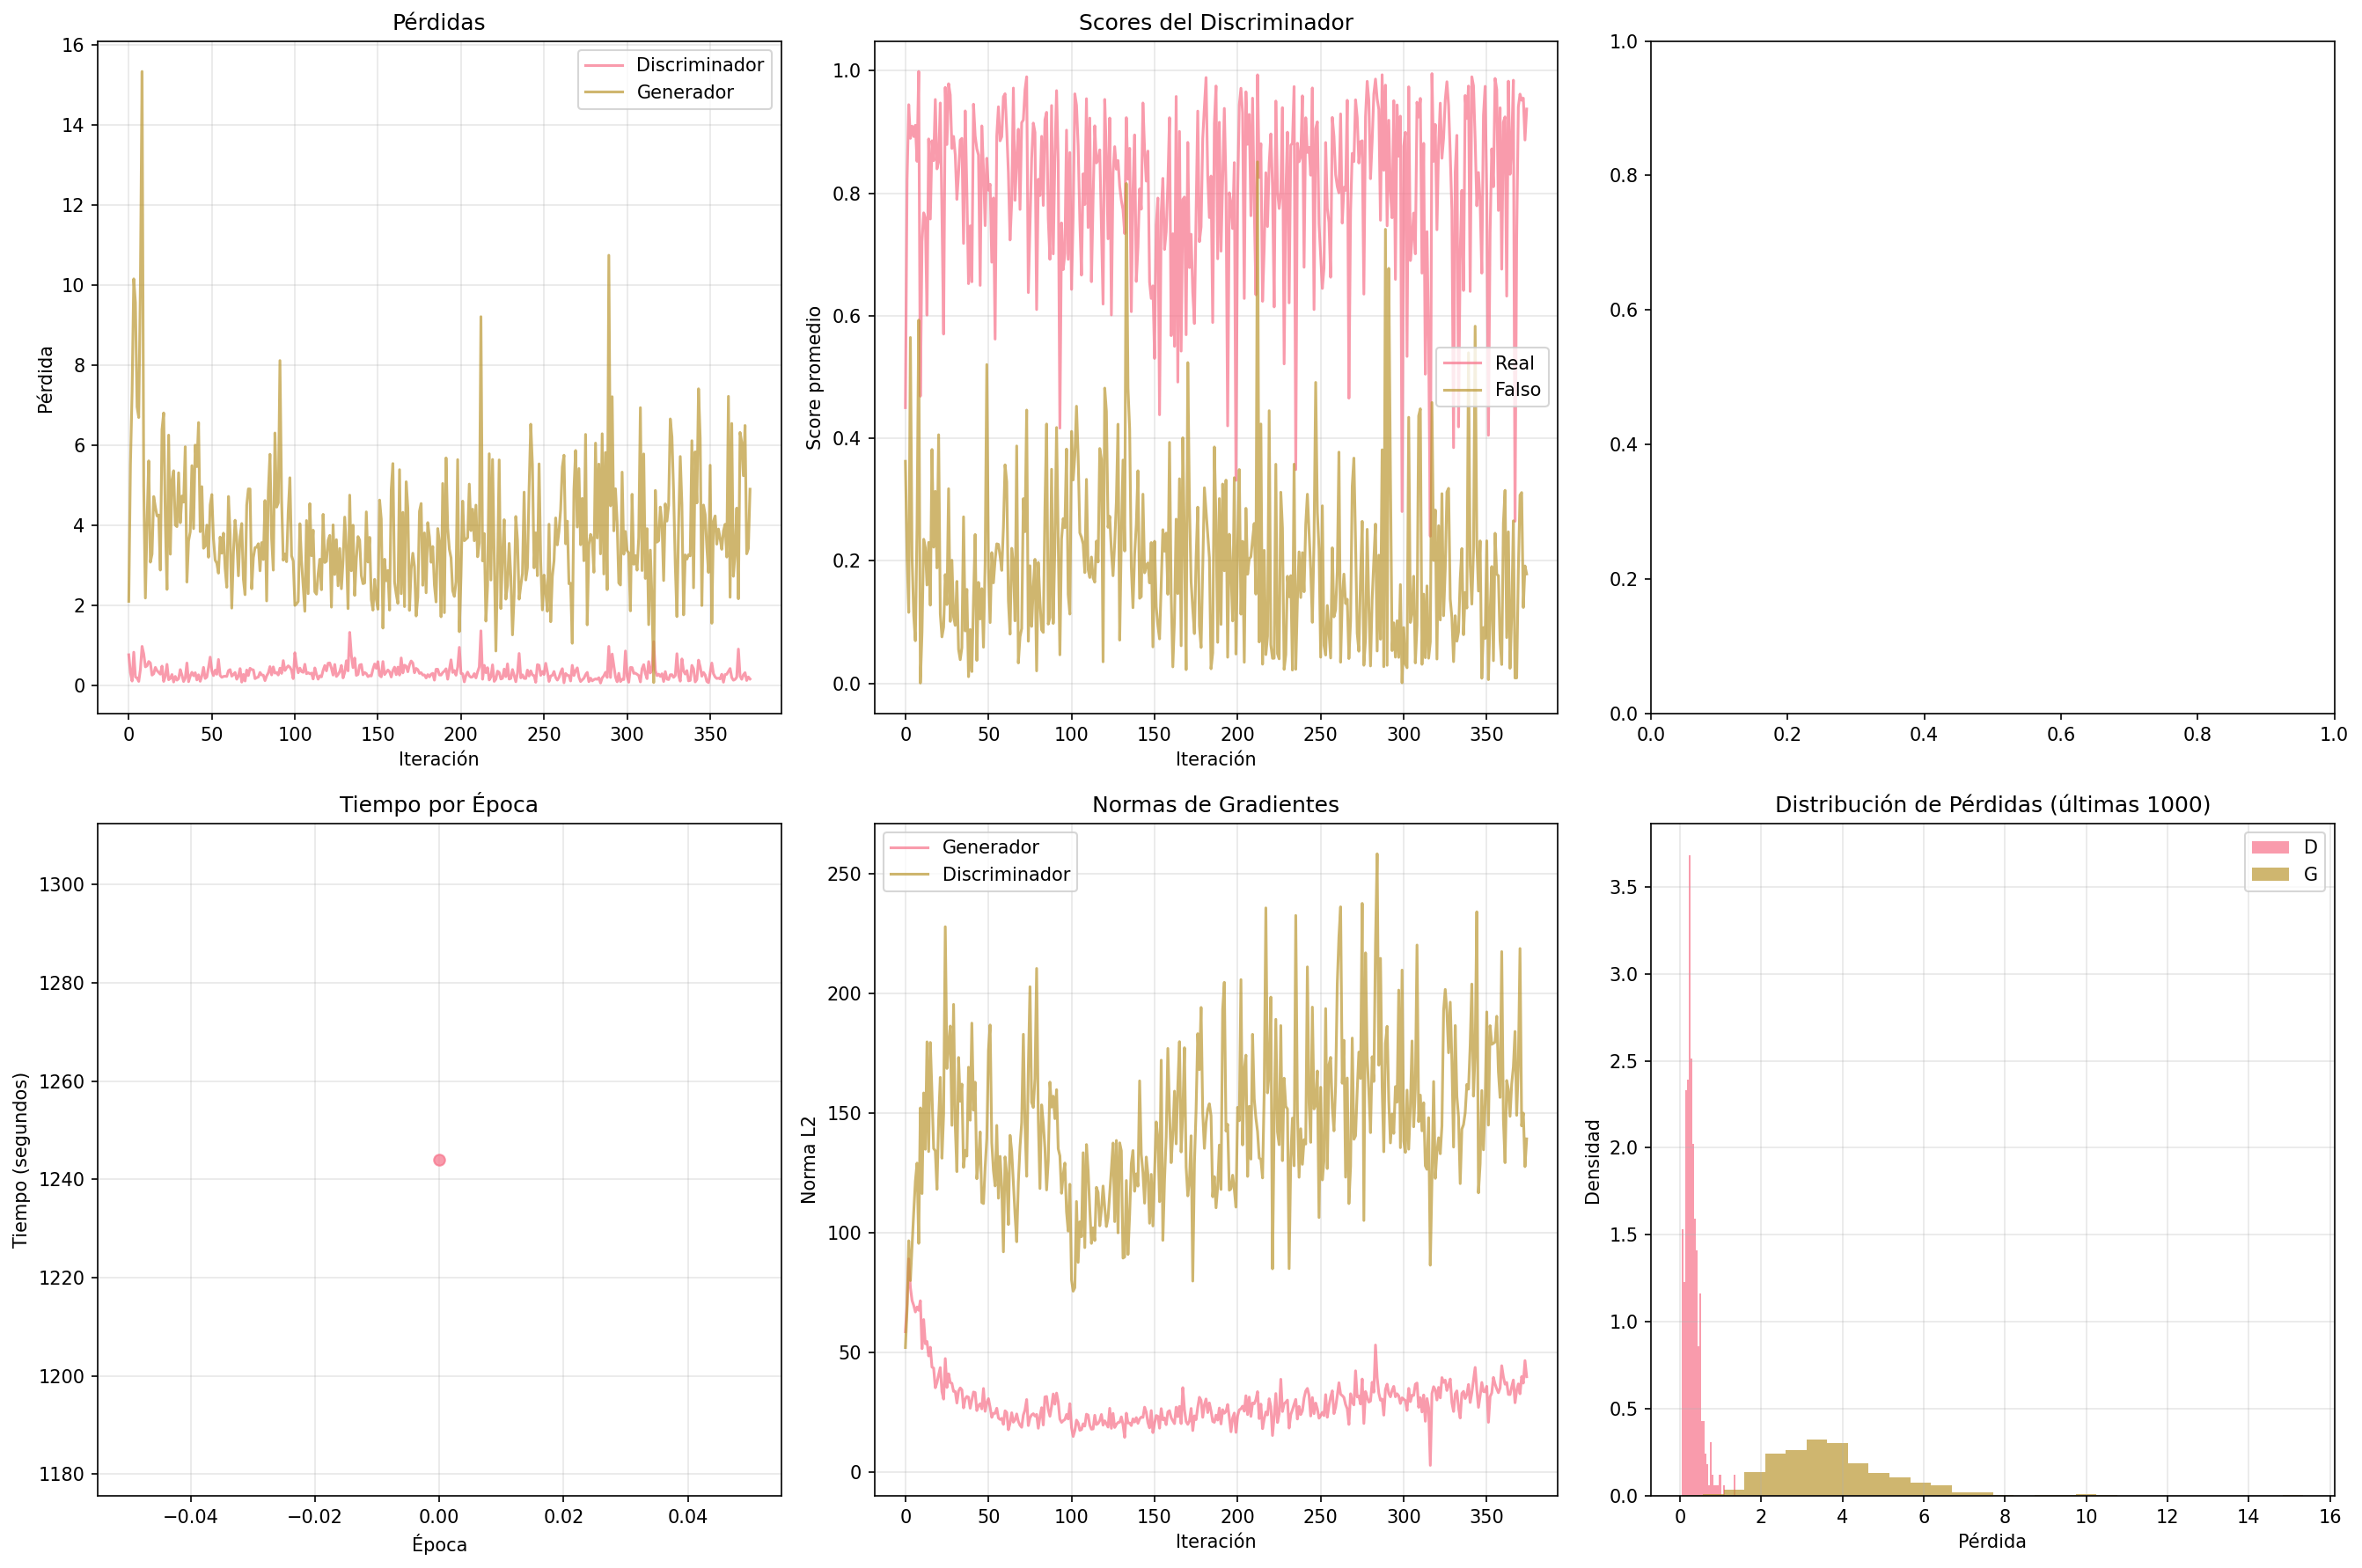 Pérdidas
Pérdida
16
14
12
10
8
6
4
2
0
0 50 100 150 200 250 300 350
Iteración
Discriminador
Generador
Scores del Discriminador
Score promedio
1.0
0.8
0.6
0.4
0.2
0.0
0 50 100 150 200 250 300 350
Iteración
Real
Falso
1.0
0.8
0.6
0.4
0.2
0.0
0.0 0.2 0.4 0.6 0.8 1.0
Tiempo por Época
Tiempo (segundos)
1300
1280
1260
1240
1220
1200
1180
−0.04 −0.02 0.00 0.02 0.04
Época
Normas de Gradientes
Norma L2
250
200
150
100
50
0
0 50 100 150 200 250 300 350
Iteración
Generador
Discriminador
Distribución de Pérdidas (últimas 1000)
Densidad
3.5
3.0
2.5
2.0
1.5
1.0
0.5
0.0
0 2 4 6 8 10 12 14 16
Pérdida
D
G